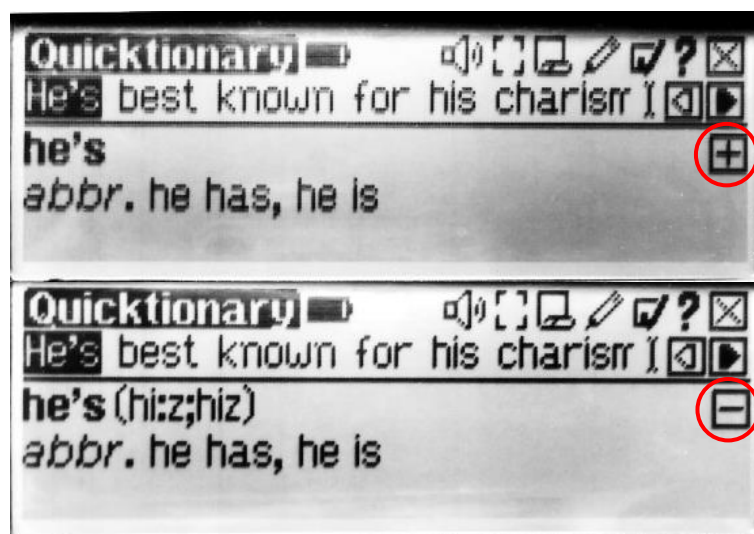 Quicktionary ?
He's best known for his charism
he's
abbr. he has, he is
Quicktionary ?
He's best known for his charism
he's (hi:z;hiz)
abbr. he has, he is